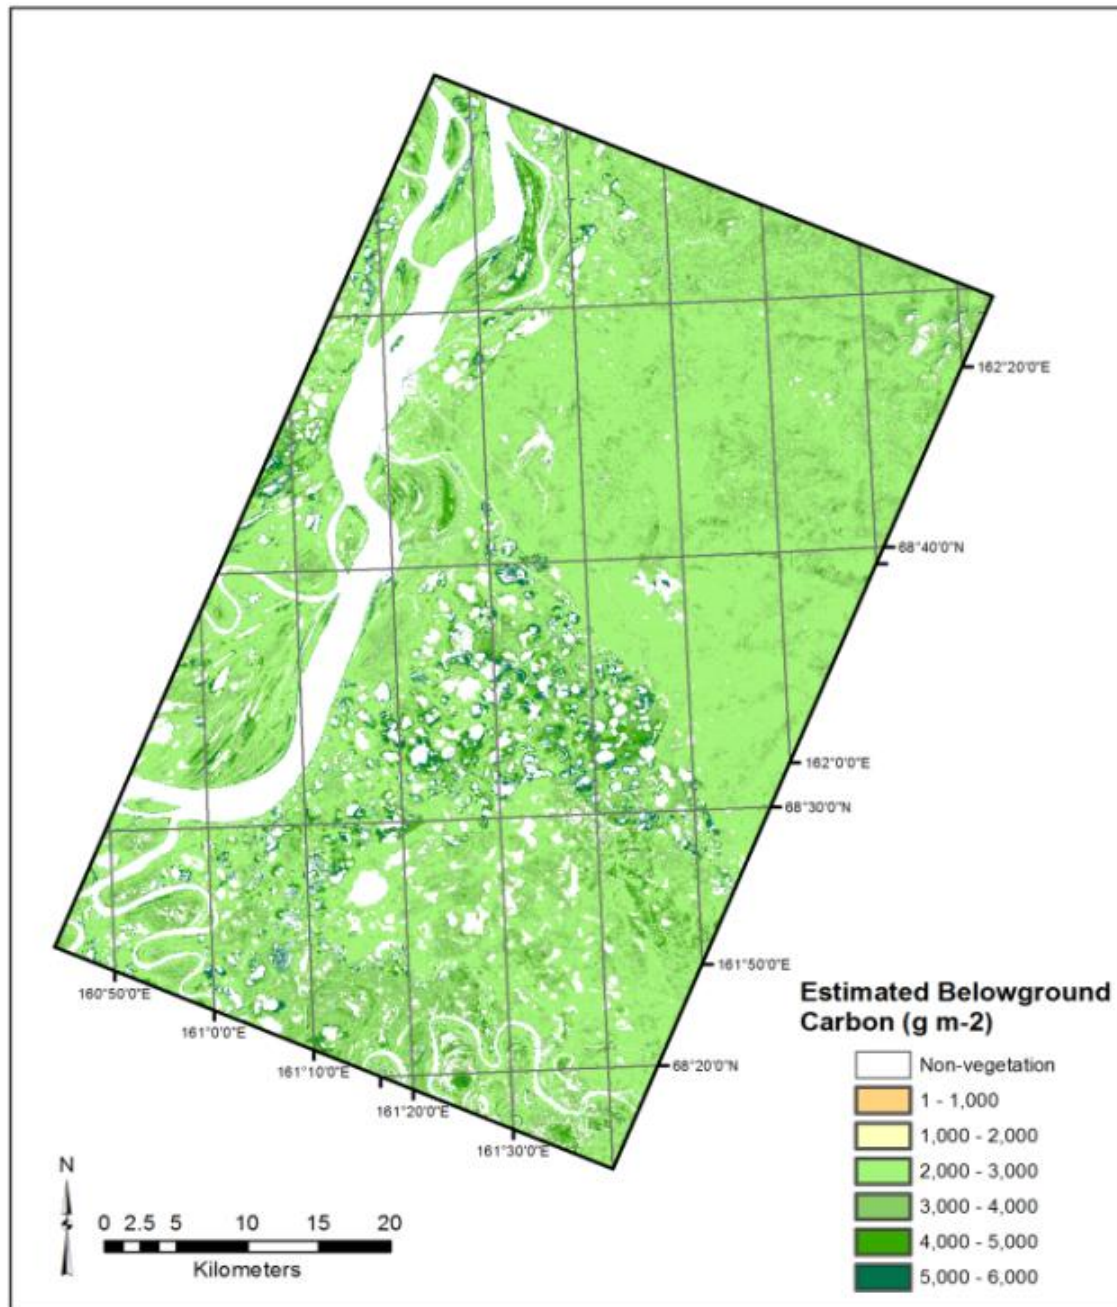 162°20'0"E
68°40'0"N
162°0'0"E
68°30'0"N
161°50'0"E
160°50'0"E
161°0'0"E
161°10'0"E
161°20'0"E
161°30'0"E
68°20'0"N
Estimated Belowground
Carbon (g m-2)
Non-vegetation
1 - 1,000
1,000 - 2,000
2,000 - 3,000
3,000 - 4,000
4,000 - 5,000
5,000 - 6,000
N
0 2.5 5 10 15 20
Kilometers